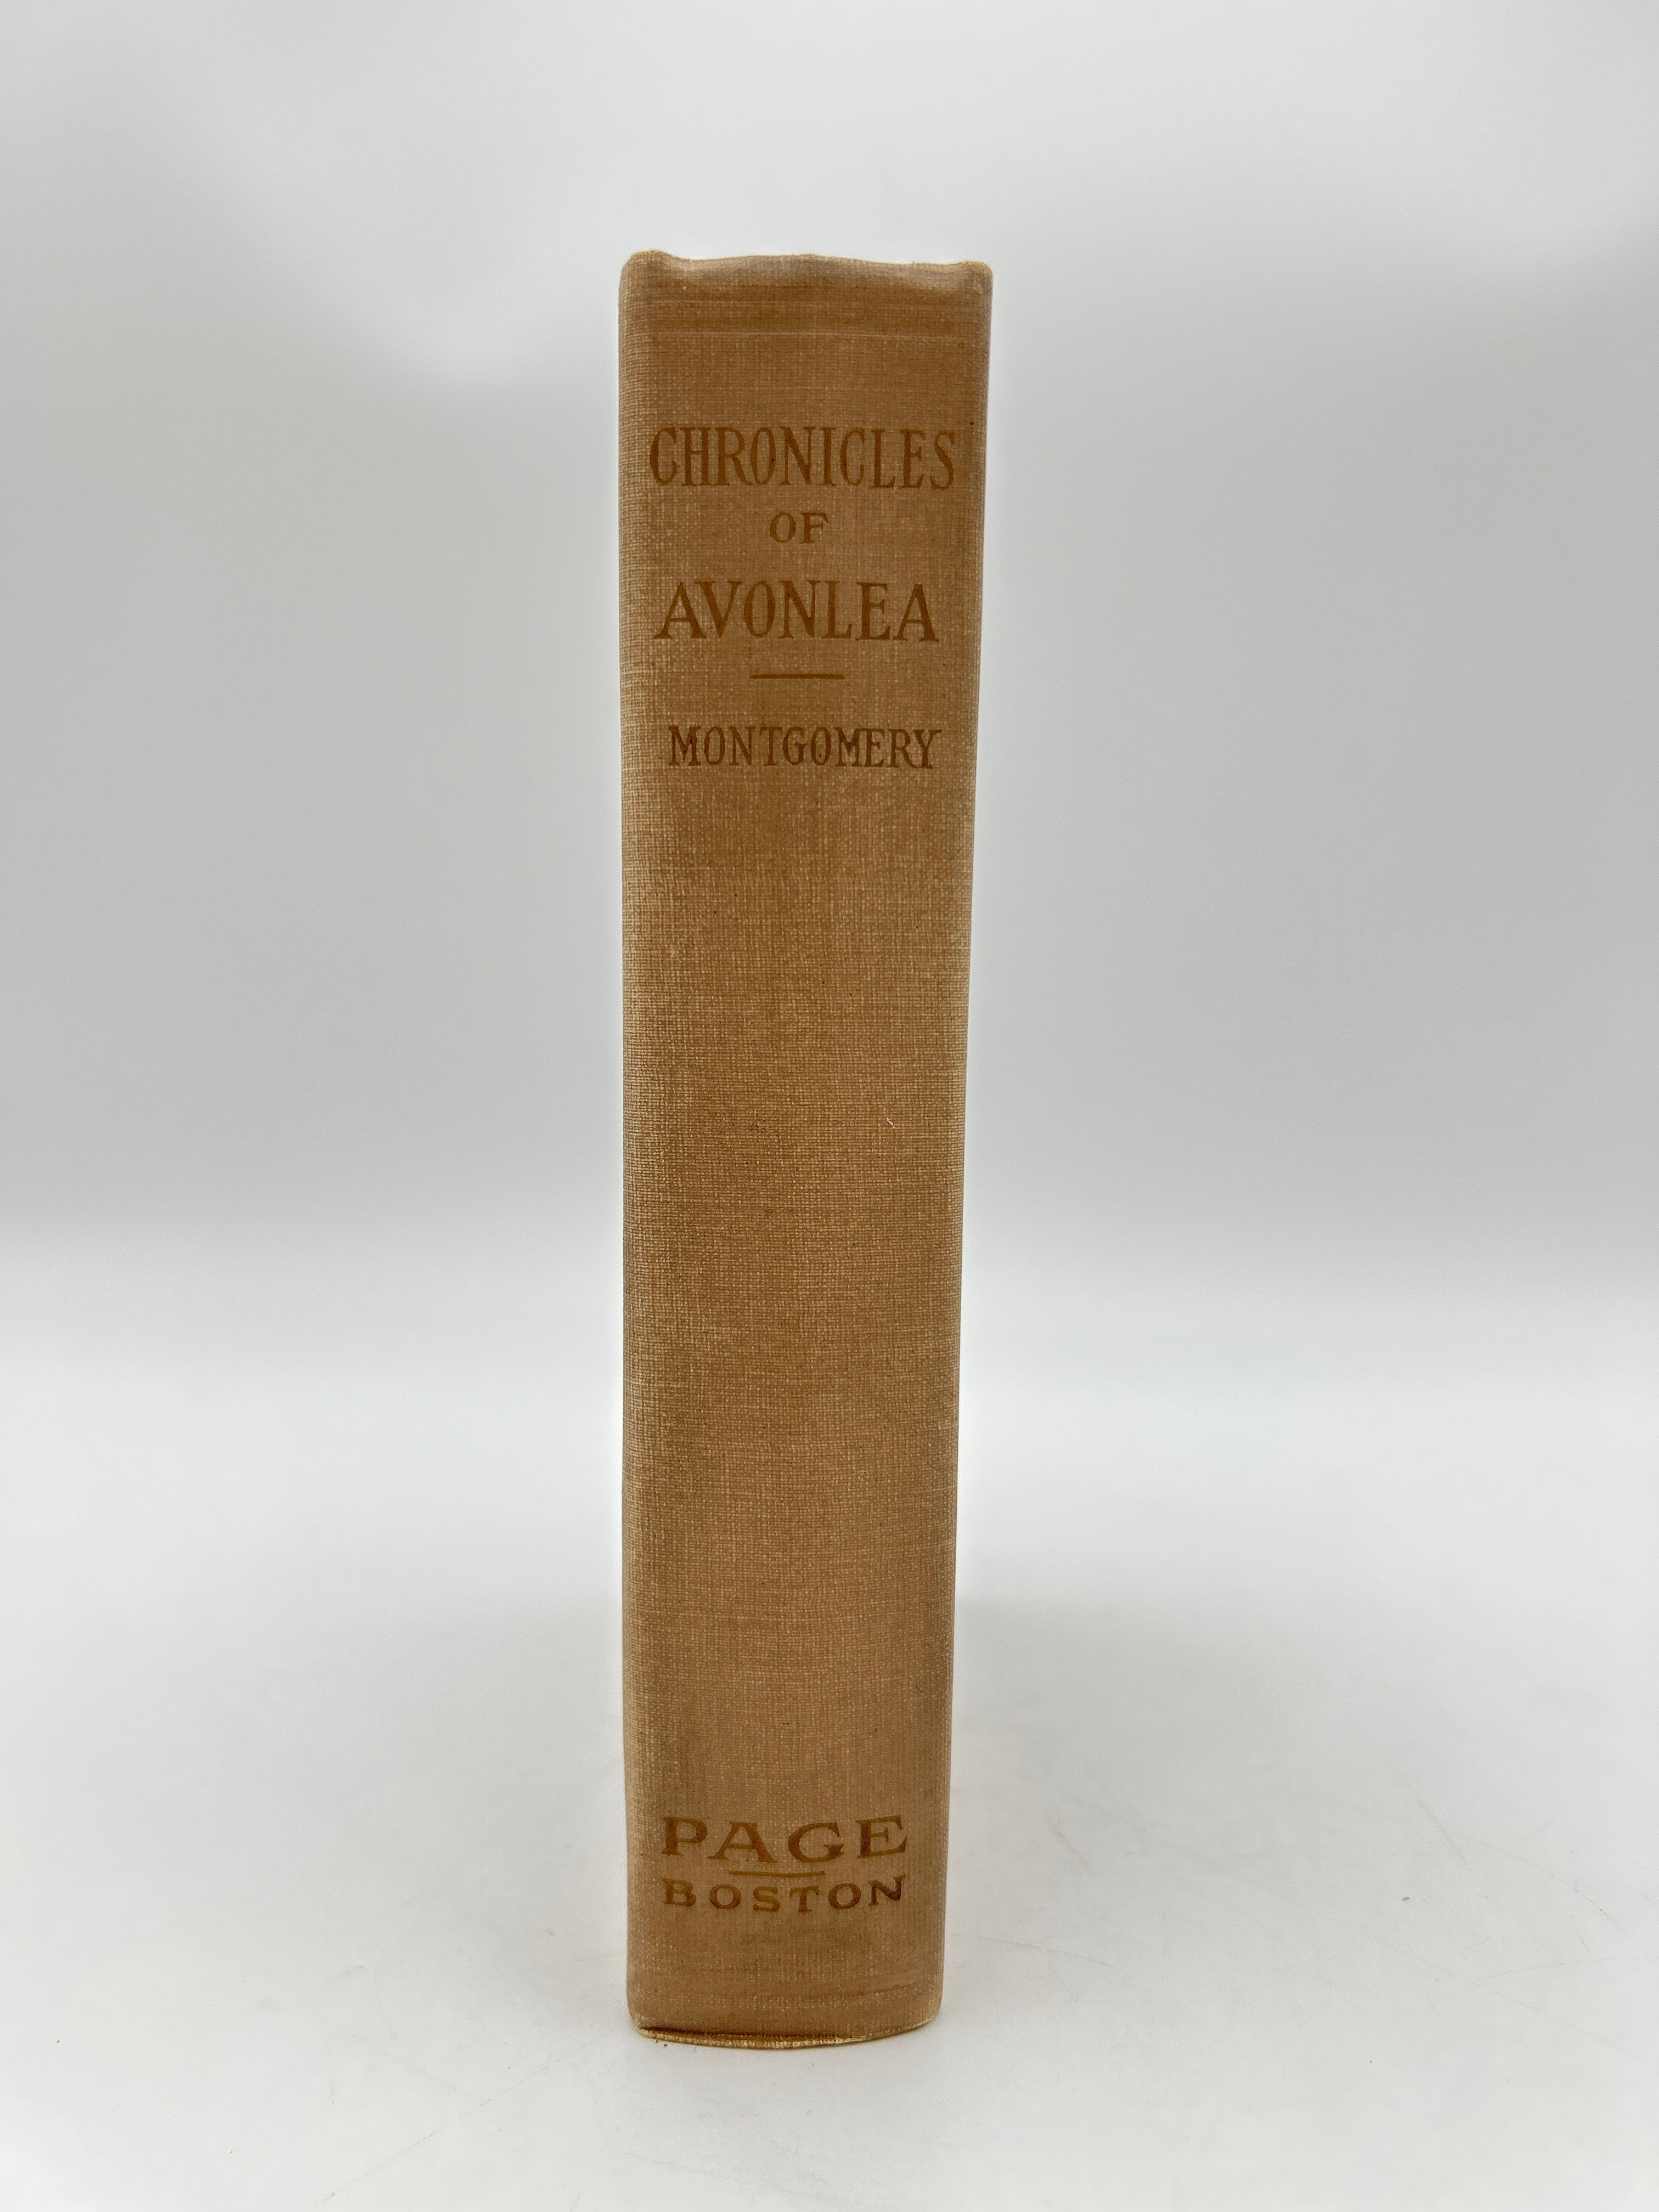 CHRONICLES
OF
AVONLEA
MONTGOMERY
PAGE
BOSTON